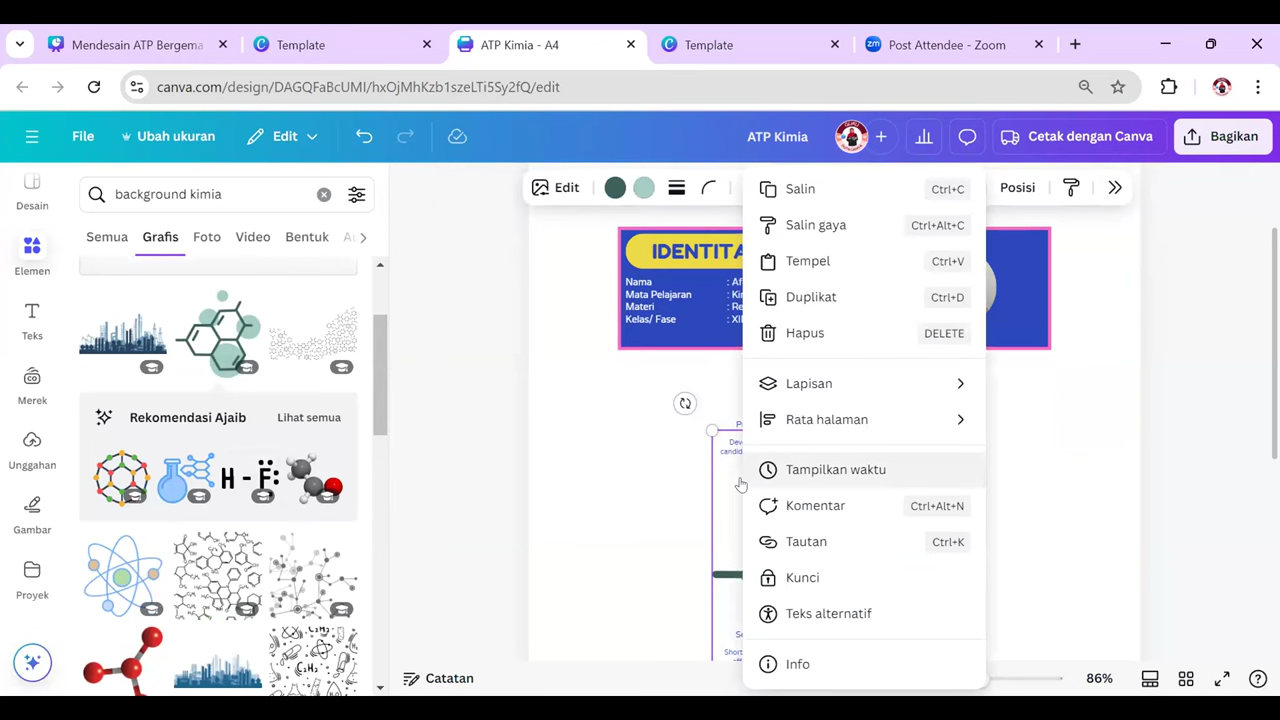 Mendesain ATP Bergema
Template
ATP Kimia - A4
Template
Post Attendee - Zoom
canva.com/design/DAGQFaBcUMI/hxOjMhKzb1szeLTi5Sy2fQ/edit
File
Ubah ukuran
Edit
ATP Kimia
Cetak dengan Canva
Bagikan
Desain
Elemen
Teks
Merek
Unggahan
Gambar
Proyek
background kimia
Semua
Grafis
Foto
Video
Bentuk
Rekomendasi Ajaib
Lihat semua
H - F:
Edit
Posisi
IDENTITA
Nama
Mata Pelajaran
: Ki
Materi
: Re
Kelas/ Fase
: XI
Salin
Ctrl+C
Salin gaya
Ctrl+Alt+C
Tempel
Ctrl+V
Duplikat
Ctrl+D
Hapus
DELETE
Lapisan
Rata halaman
Tampilkan waktu
Komentar
Ctrl+Alt+N
Tautan
Ctrl+K
Kunci
Teks alternatif
Info
Catatan
86%